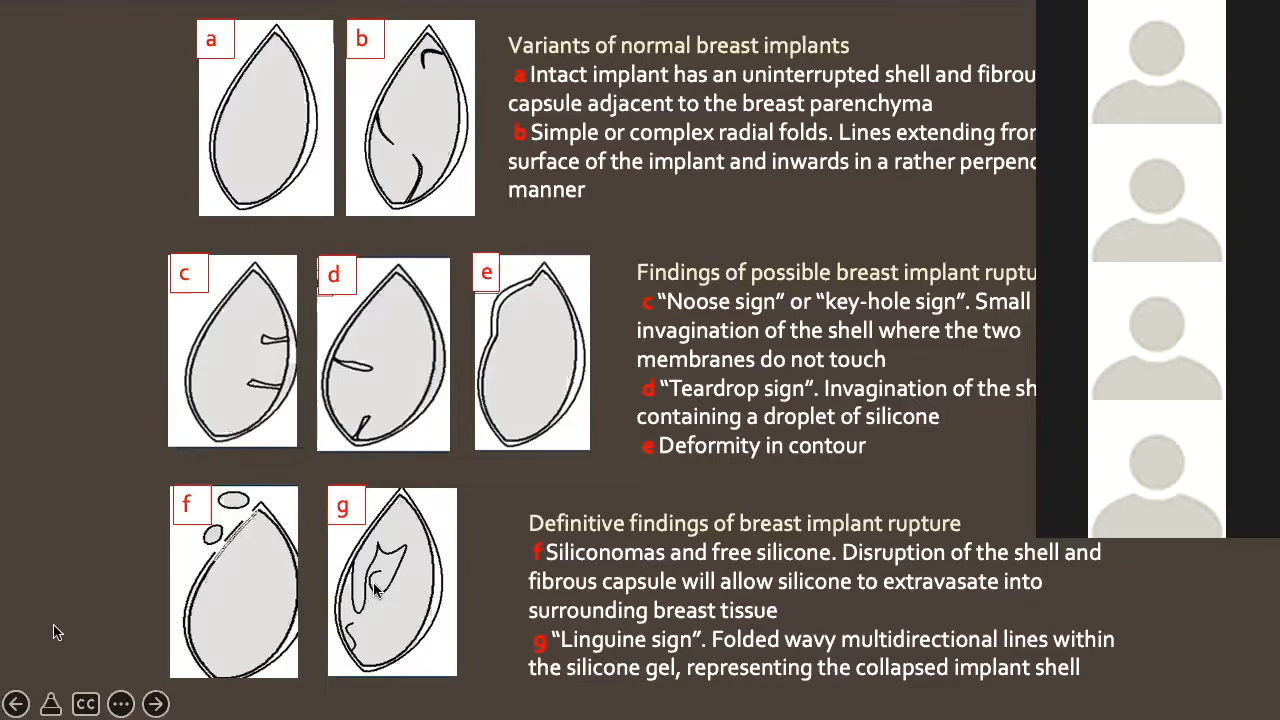 a
b
Variants of normal breast implants
a Intact implant has an uninterrupted shell and
capsule adjacent to the breast parenchyma
b Simple or complex radial folds. Lines extending
surface of the implant and inwards in a rather
manner
c
d
e
Findings of possible breast implant
c “Noose sign” or “key-hole sign”. Small
invagination of the shell where the two
membranes do not touch
d “Teardrop sign”. Invagination of the
containing a droplet of silicone
e Deformity in contour
f
g
Definitive findings of breast implant rupture
f Siliconomas and free silicone. Disruption of the shell and
fibrous capsule will allow silicone to extravasate into
surrounding breast tissue
g “Linguine sign”. Folded wavy multidirectional lines within
the silicone gel, representing the collapsed implant shell
CC